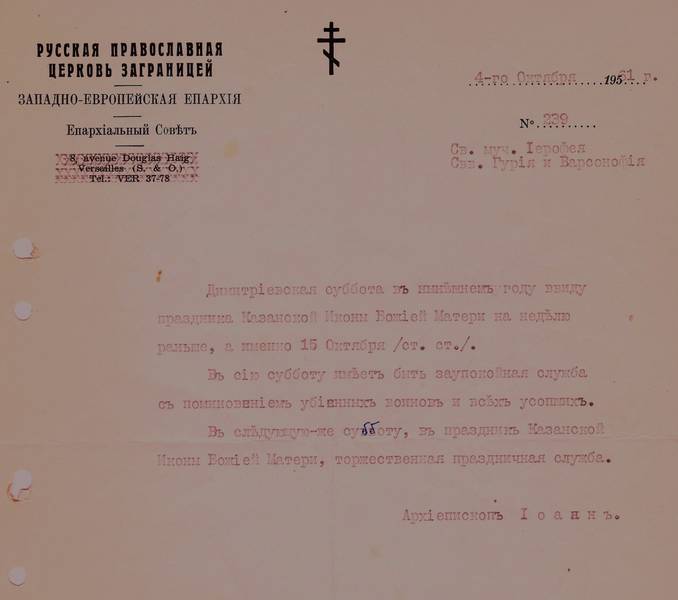 РУССКАЯ ПРАВОСЛАВНАЯ
ЦЕРКОВЬ ЗАГРАНИЦЕЙ
ЗАПАДНО-ЕВРОПЕЙСКАЯ ЕПАРХІЯ
Епархіальный Совѣтъ
8, avenue Douglas Haig
Versailles (S. & O.)
Tel: VER 37-78
4-го Октября 1961 г.
N° 239
Св. муч. Іерофея
Свв. Гурія и Варсонофія
Димитріевская суббота въ нынѣшнемъ году ввиду
праздника Казанской Иконы Божіей Матери на недѣлю
раньше, а именно 15 Октября /ст. ст./.
Въ сію субботу имѣетъ быть заупокойная служба
съ поминовеніемъ убіенныхъ воиновъ и всѣхъ усопшихъ.
Въ слѣдующую-же субботу, въ праздникъ Казанской
Иконы Божіей Матери, торжественная праздничная служба.
Архіепископъ Іоаннъ.